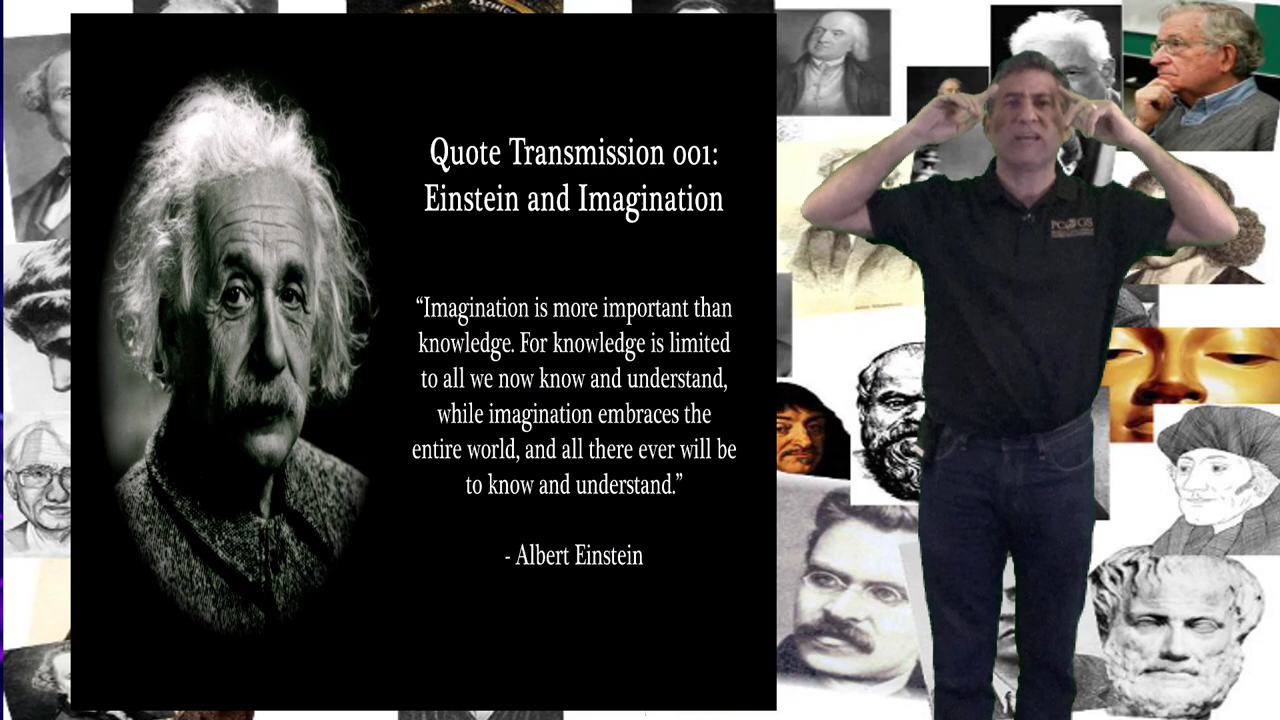 Quote Transmission 001:
Einstein and Imagination
“Imagination is more important than
knowledge. For knowledge is limited
to all we now know and understand,
while imagination embraces the
entire world, and all there ever will be
to know and understand.”
- Albert Einstein